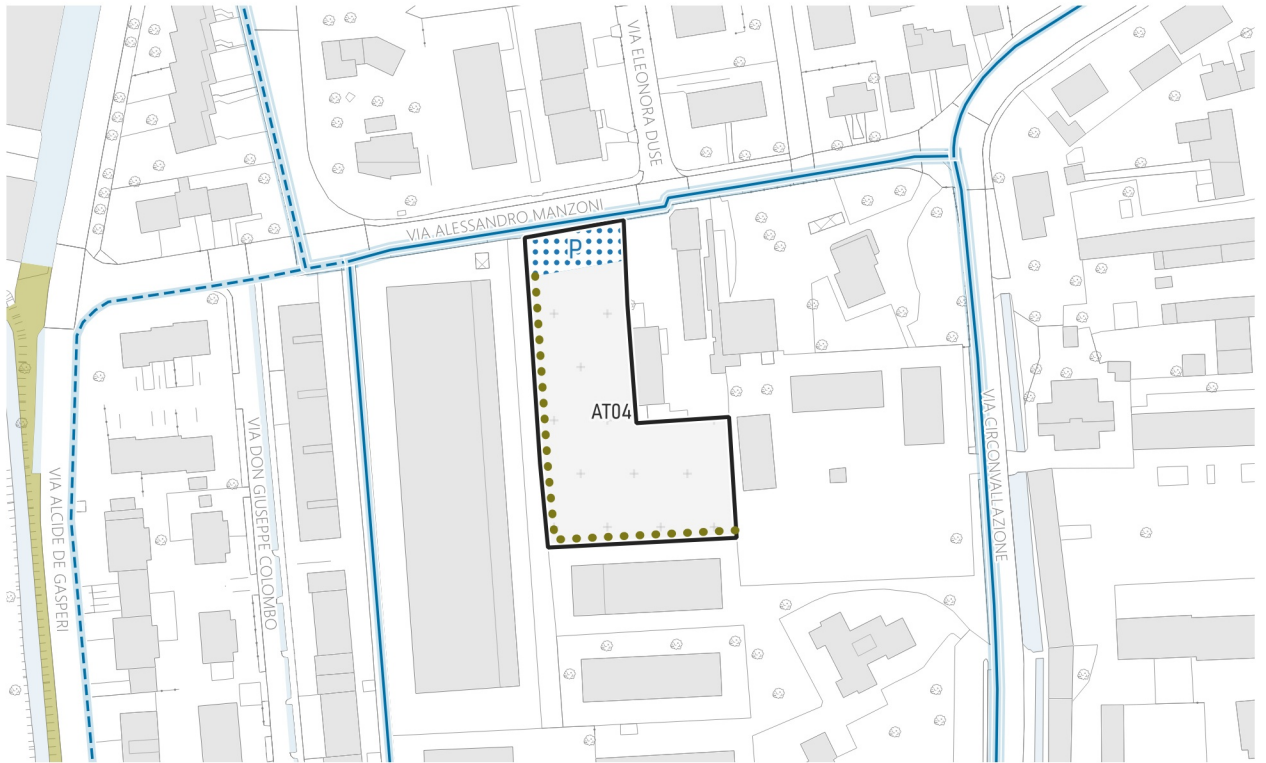 VIA ELEONORA DUSE
VIA ALESSANDRO MANZONI
P
AT04
VIA CIRCONVALLAZIONE
VIA DON GIUSEPPE COLOMBO
VIA ALCIDE DE GASPERI